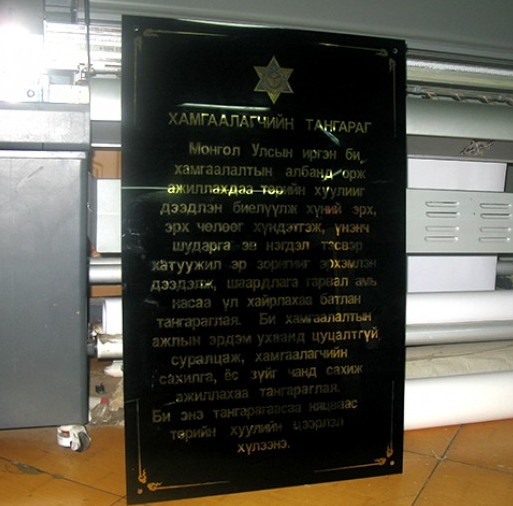 ХАМГААЛАГЧИЙН ТАНГАРАГ
Монгол Улсын иргэн би,
хамгаалалтын албанд орж
ажиллахдаа төрийн хуулийг
дээдлэн биелүүлж хүний эрх,
эрх чөлөөг хүндэтгэж, үнэнч
шударга эв нэгдэл тэсвэр
хатуужил эр зоригийг эрхэмлэн
дээдэлж, шаардлага гарвал амь
насаа үл хайрлахаа батлан
тангараглая. Би хамгаалалтын
ажлын эрдэм ухаанд цуцалтгүй
суралцаж, хамгаалагчийн
сахилга, ёс зүйг чанд сахиж
ажиллахаа тангараглая.
Би энэ тангарагаасаа няцваас
төрийн хуулийн цээрлэл
хүлээнэ.